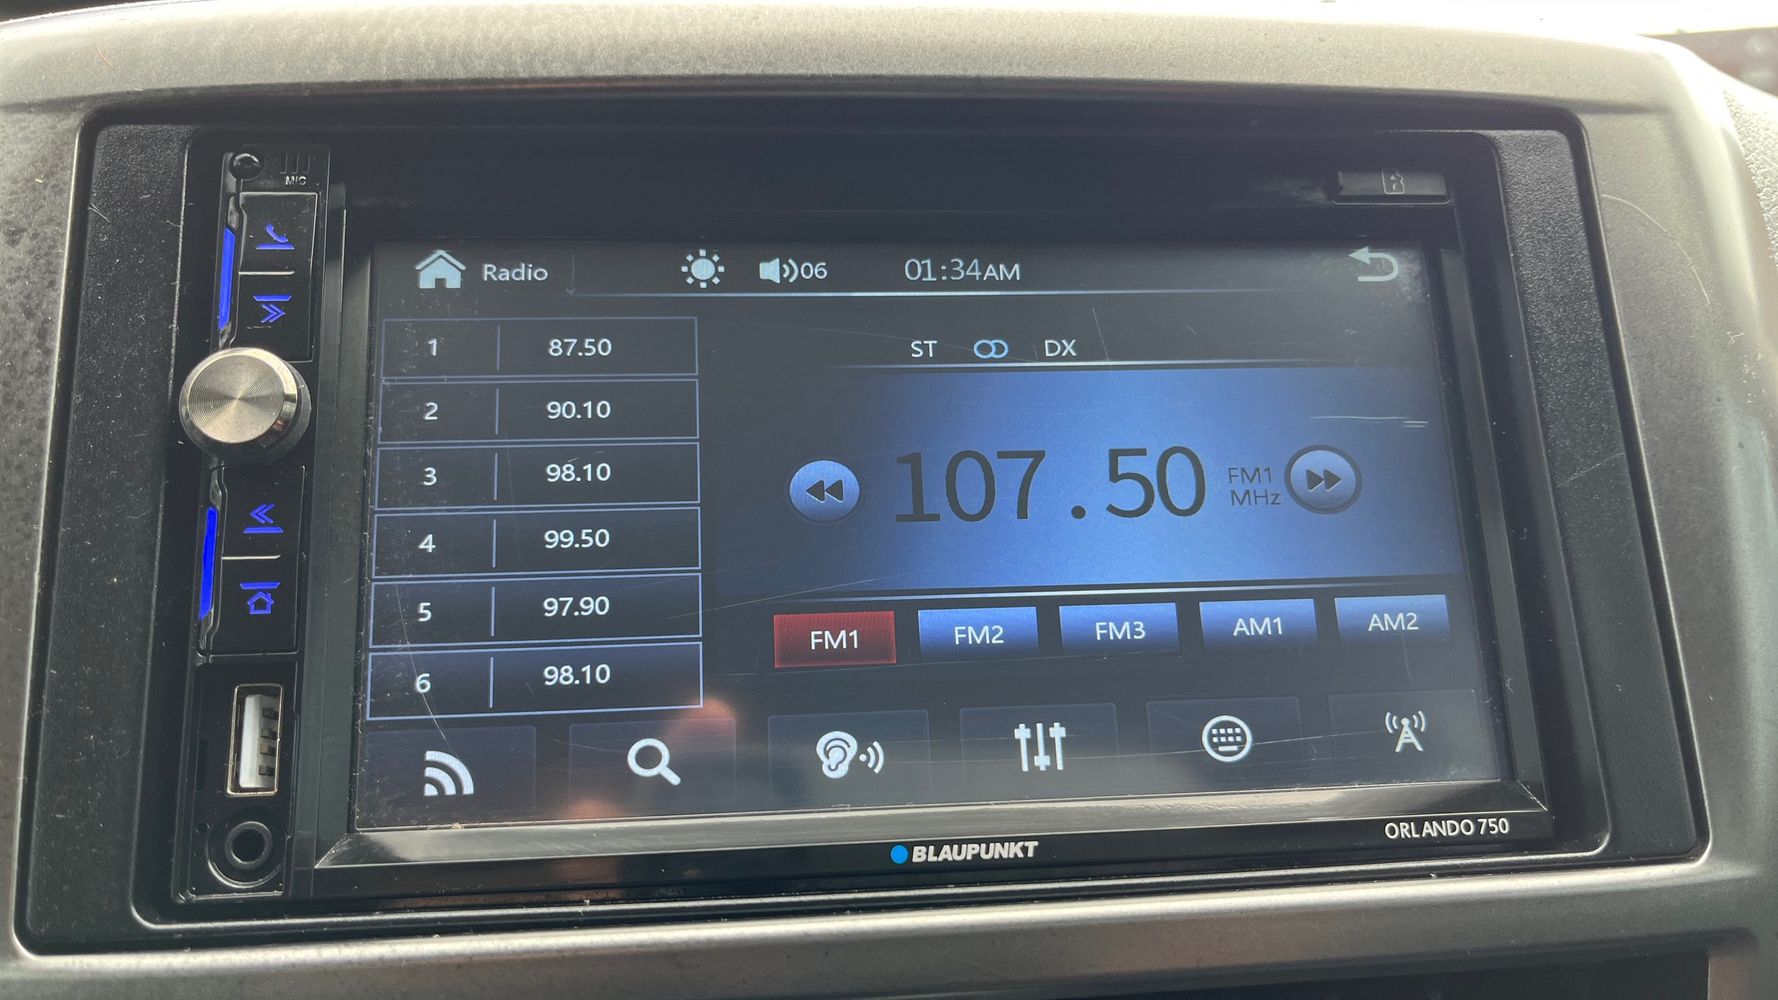 MIC
Radio 06 01:34AM
ST DX
1 87.50
2 90.10
3 98.10
4 99.50
5 97.90
6 98.10
107.50 FM1
MHz
FM1 FM2 FM3 AM1 AM2
ORLANDO 750
BLAUPUNKT